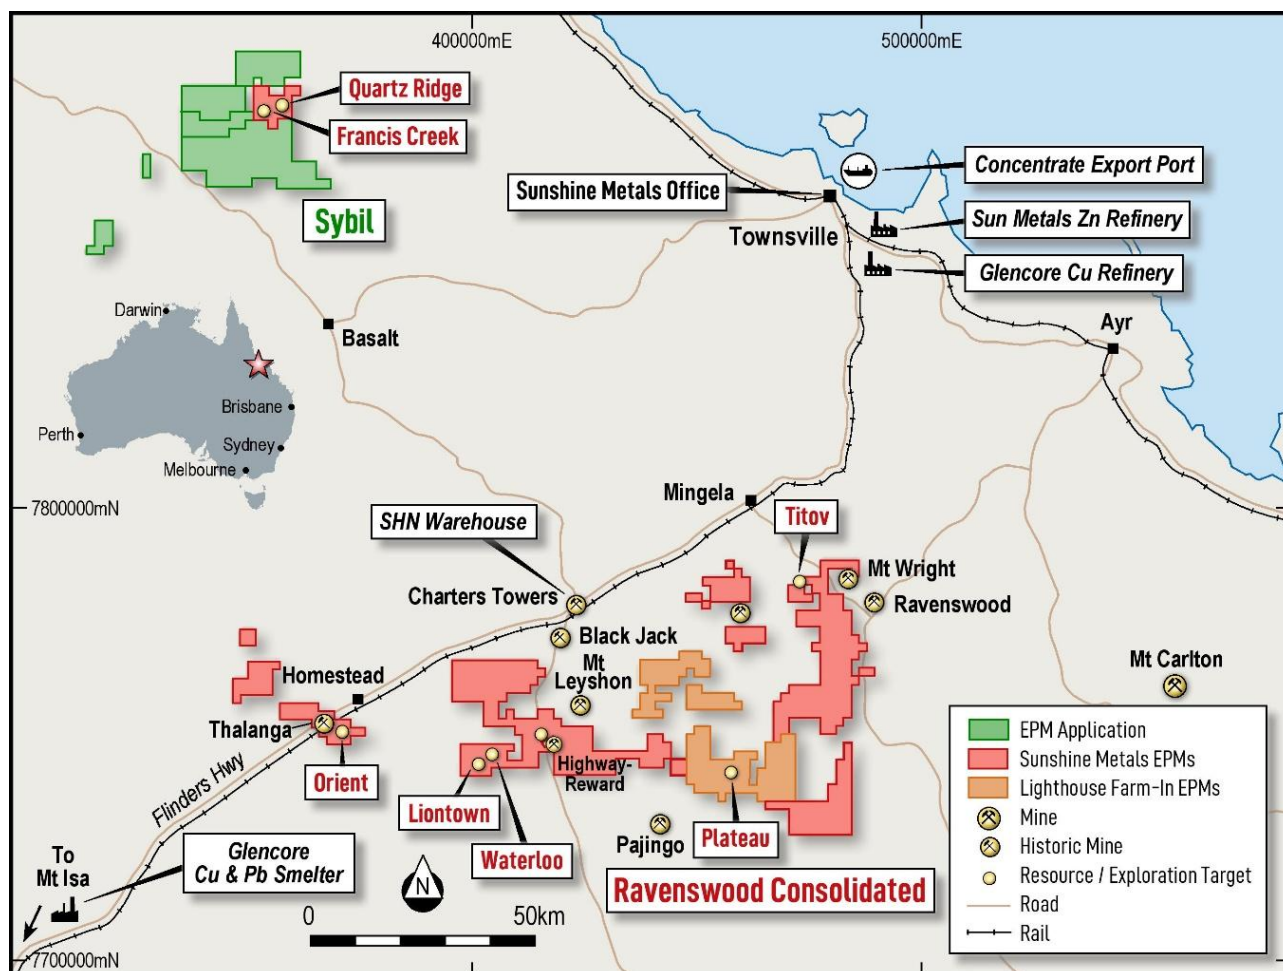 400000mE
500000mE
Quartz Ridge
Francis Creek
Sybil
Sunshine Metals Office
Concentrate Export Port
Townsville
Sun Metals Zn Refinery
Glencore Cu Refinery
Ayr
Basalt
Darwin
Brisbane
Perth
Sydney
Melbourne
7800000mN
Mingela
SHN Warehouse
Titov
Mt Wright
Charters Towers
Ravenswood
Black Jack
Mt
Leyshon
Mt Carlton
Homestead
Thalanga
Orient
Flinders Hwy
Highway-
Reward
Liontown
Waterloo
Pajingo
Plateau
Ravenswood Consolidated
To
Mt Isa
Glencore
Cu & Pb Smelter
N
0
50km
7700000mN
EPM Application
Sunshine Metals EPMs
Lighthouse Farm-In EPMs
Mine
Historic Mine
Resource / Exploration Target
Road
Rail